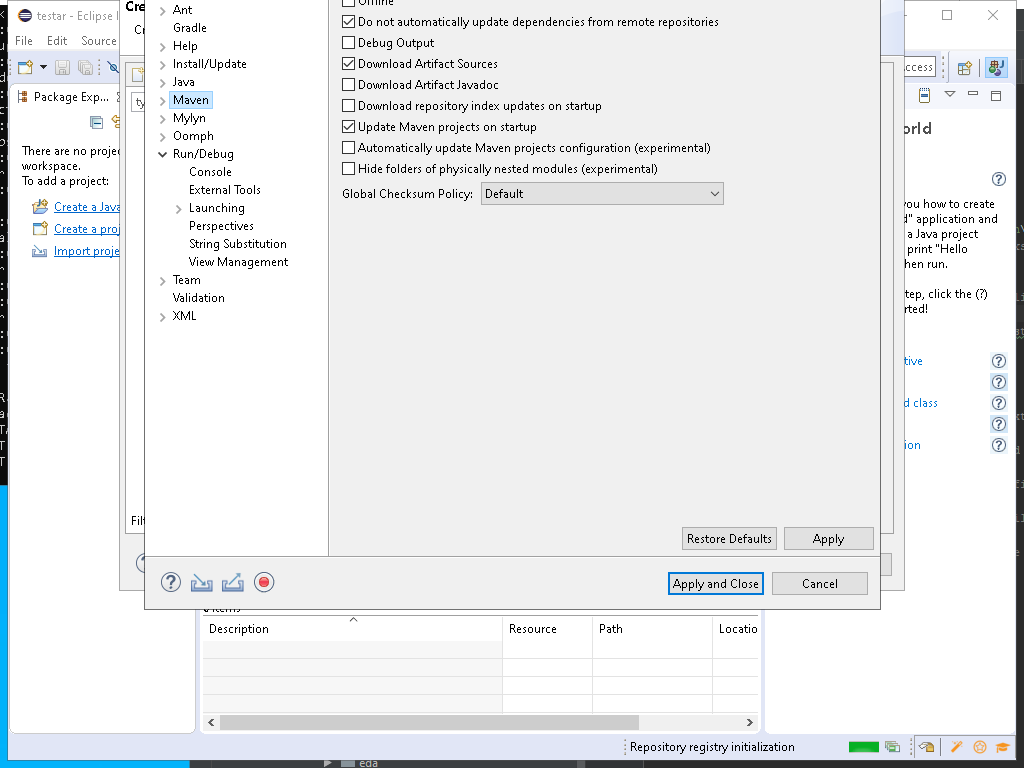 testar - Eclipse I
File Edit Source
Package Exp...
There are no proje
workspace.
To add a project:
Create a Java
Create a proj
Import proje
Cre
Cr
ty
Filt
Ant
Gradle
Help
Install/Update
Java
Maven
Mylyn
Oomph
Run/Debug
Console
External Tools
Launching
Perspectives
String Substitution
View Management
Team
Validation
XML
Offline
Do not automatically update dependencies from remote repositories
Debug Output
Download Artifact Sources
Download Artifact Javadoc
Download repository index updates on startup
Update Maven projects on startup
Automatically update Maven projects configuration (experimental)
Hide folders of physically nested modules (experimental)
Global Checksum Policy: Default
Restore Defaults Apply
Apply and Close Cancel
ccess
orld
you how to create
d" application and
a Java project
print "Hello
hen run.
tep, click the (?)
rted!
tive
d class
ion
Items
Description Resource Path Locatio
Repository registry initialization
eda